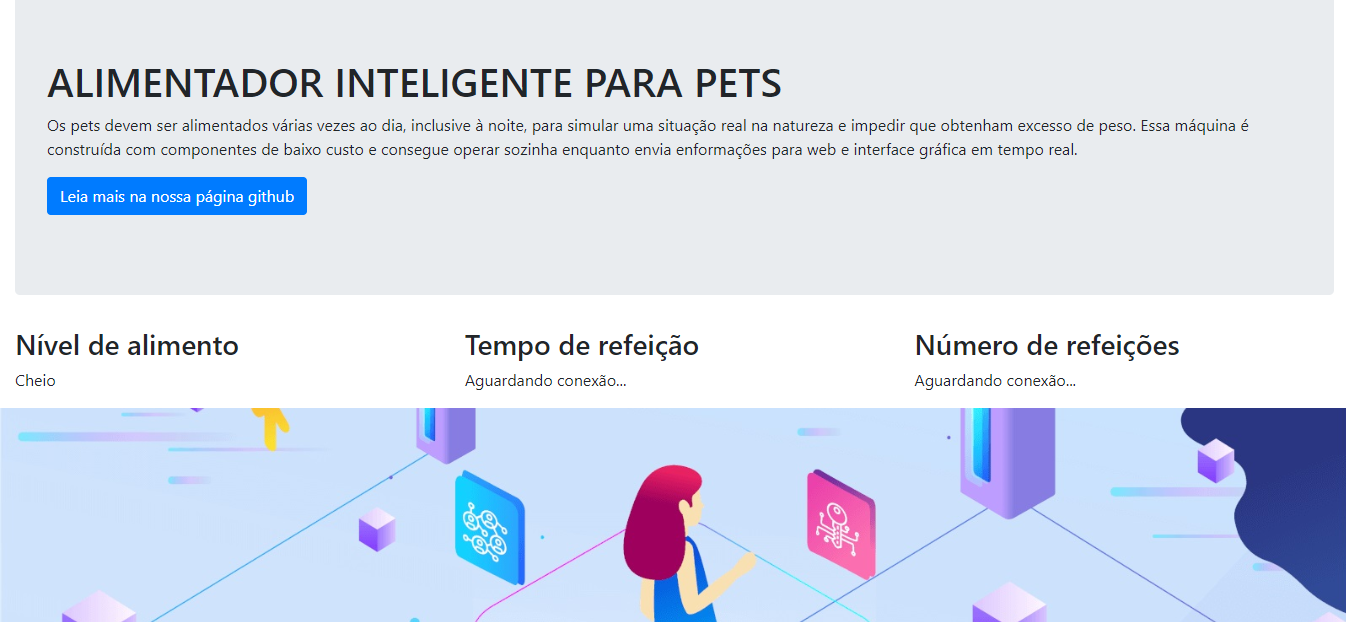 ALIMENTADOR INTELIGENTE PARA PETS
Os pets devem ser alimentados várias vezes ao dia, inclusive à noite, para simular uma situação real na natureza e impedir que obtenham excesso de peso. Essa máquina é
construída com componentes de baixo custo e consegue operar sozinha enquanto envia enformações para web e interface gráfica em tempo real.
Leia mais na nossa página github
Nível de alimento
Cheio
Tempo de refeição
Aguardando conexão...
Número de refeições
Aguardando conexão...